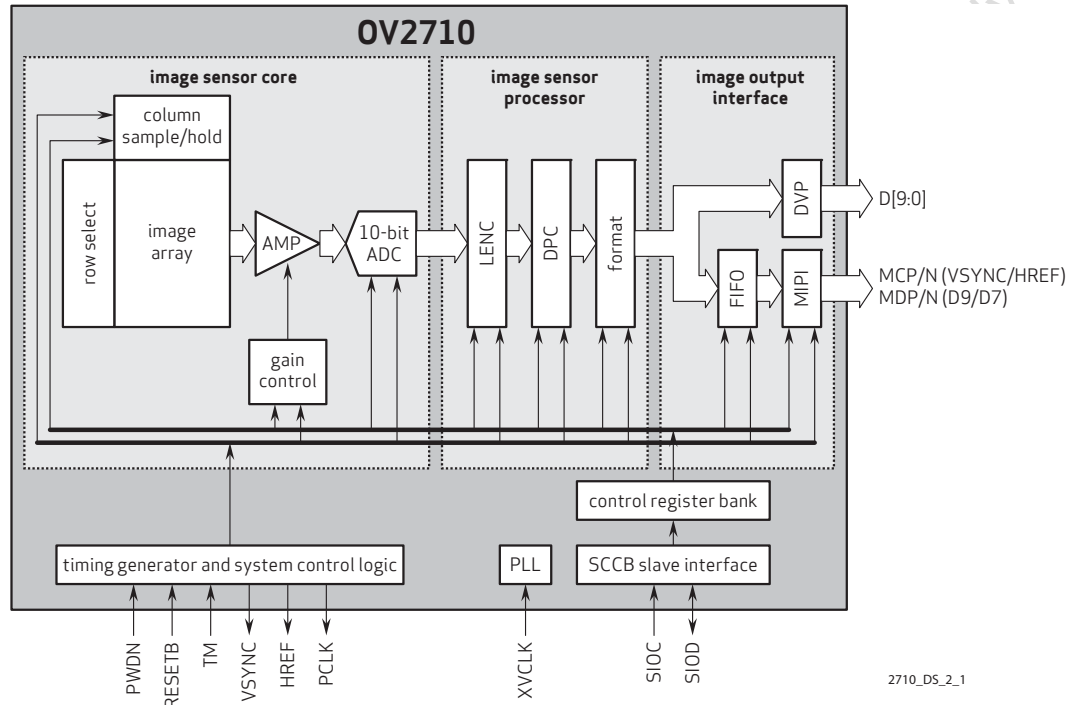 OV2710
image sensor core
image sensor
processor
image output
interface
column
sample/hold
row select
image
array
AMP
10-bit
ADC
gain
control
LENC
DPC
format
DVP
FIFO
MIPI
D[9:0]
MCP/N (VSYNC/HREF)
MDP/N (D9/D7)
control register bank
timing generator and system control logic
PLL
SCCB slave interface
PWDN
RESETB
TM
VSYNC
HREF
PCLK
XVCLK
SIOC
SIOD
2710_DS_2_1